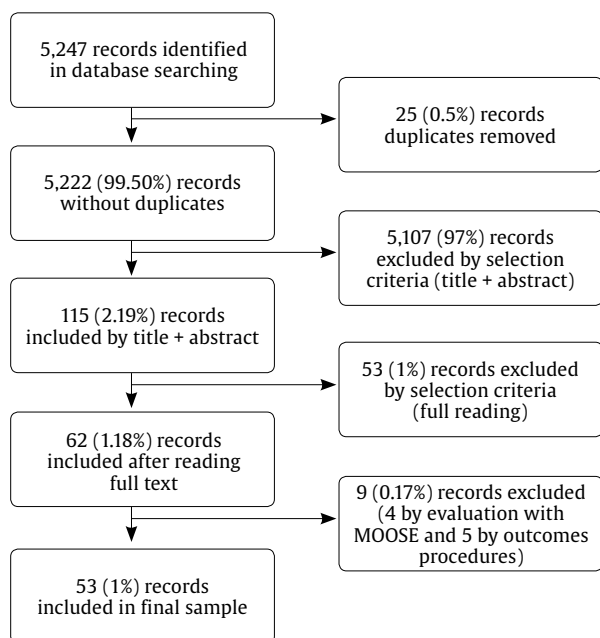 5,247 records identified
in database searching
25 (0.5%) records
duplicates removed
5,222 (99.50%) records
without duplicates
5,107 (97%) records
excluded by selection
criteria (title + abstract)
115 (2.19%) records
included by title + abstract
53 (1%) records excluded
by selection criteria
(full reading)
62 (1.18%) records
included after reading
full text
9 (0.17%) records excluded
(4 by evaluation with
MOOSE and 5 by outcomes
procedures)
53 (1%) records
included in final sample